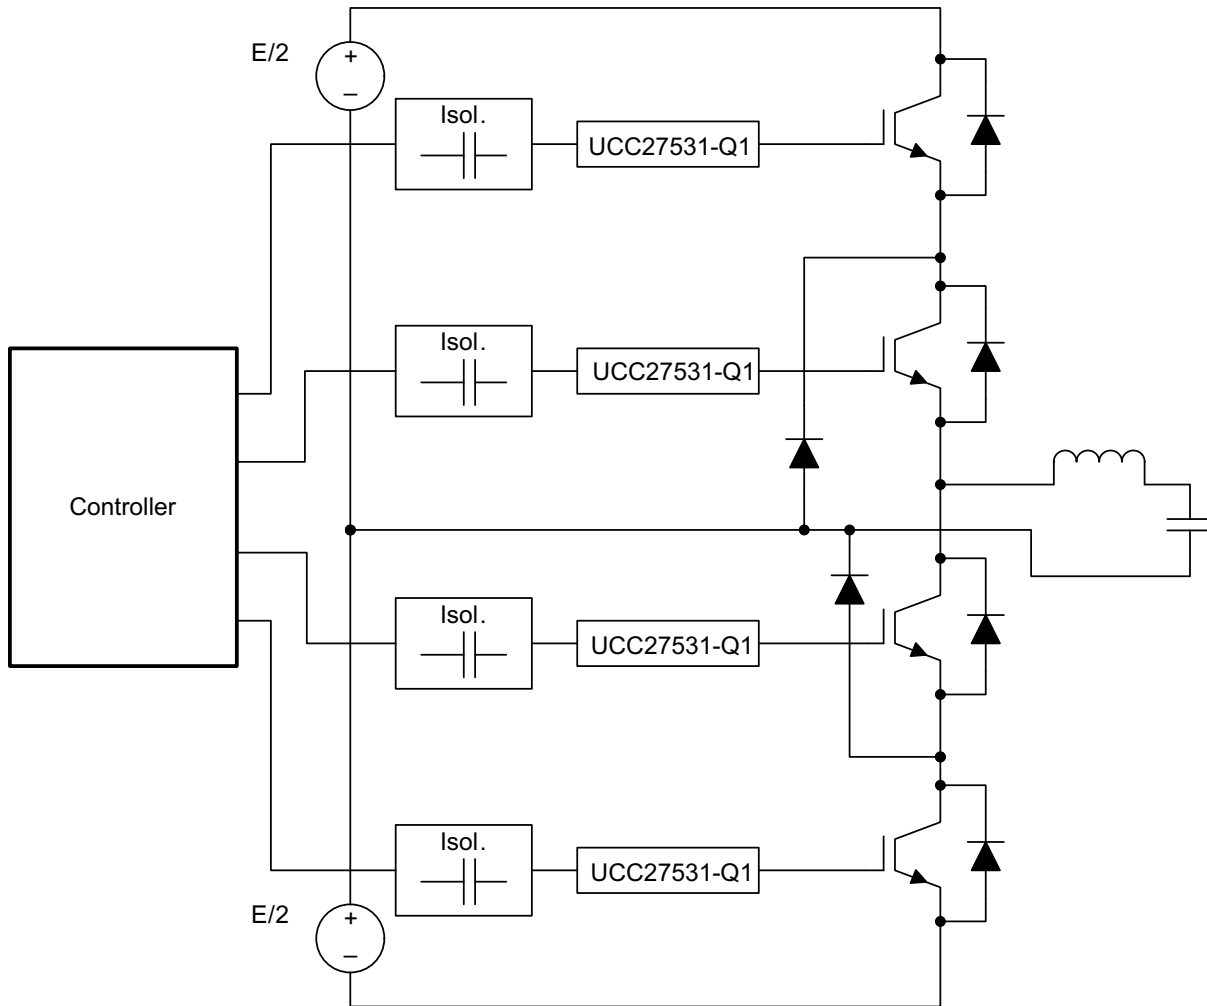 E/2
+
–
Isol.
UCC27531-Q1
Isol.
UCC27531-Q1
Controller
Isol.
UCC27531-Q1
Isol.
UCC27531-Q1
E/2
+
–